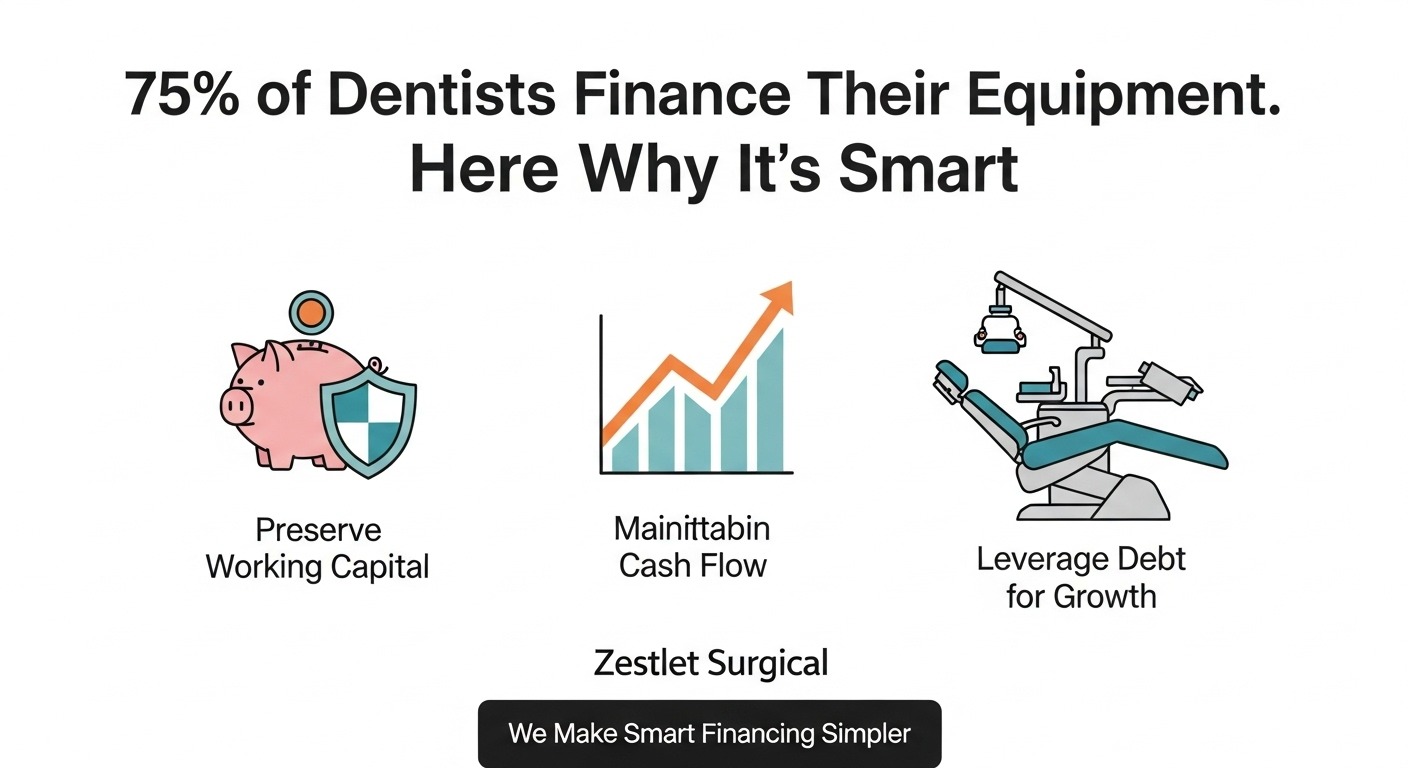 75% of Dentists Finance Their Equipment.
Here Why It's Smart
Preserve
Working Capital
Mainittabin
Cash Flow
Leverage Debt
for Growth
Zestlet Surgical
We Make Smart Financing Simpler